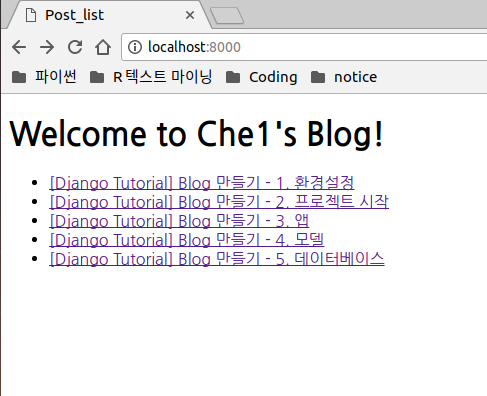 Post_list
localhost:8000
파이썬 R 텍스트 마이닝 Coding notice
Welcome to Che1's Blog!
[Django Tutorial] Blog 만들기 - 1. 환경설정
[Django Tutorial] Blog 만들기 - 2. 프로젝트 시작
[Django Tutorial] Blog 만들기 - 3. 앱
[Django Tutorial] Blog 만들기 - 4. 모델
[Django Tutorial] Blog 만들기 - 5. 데이터베이스